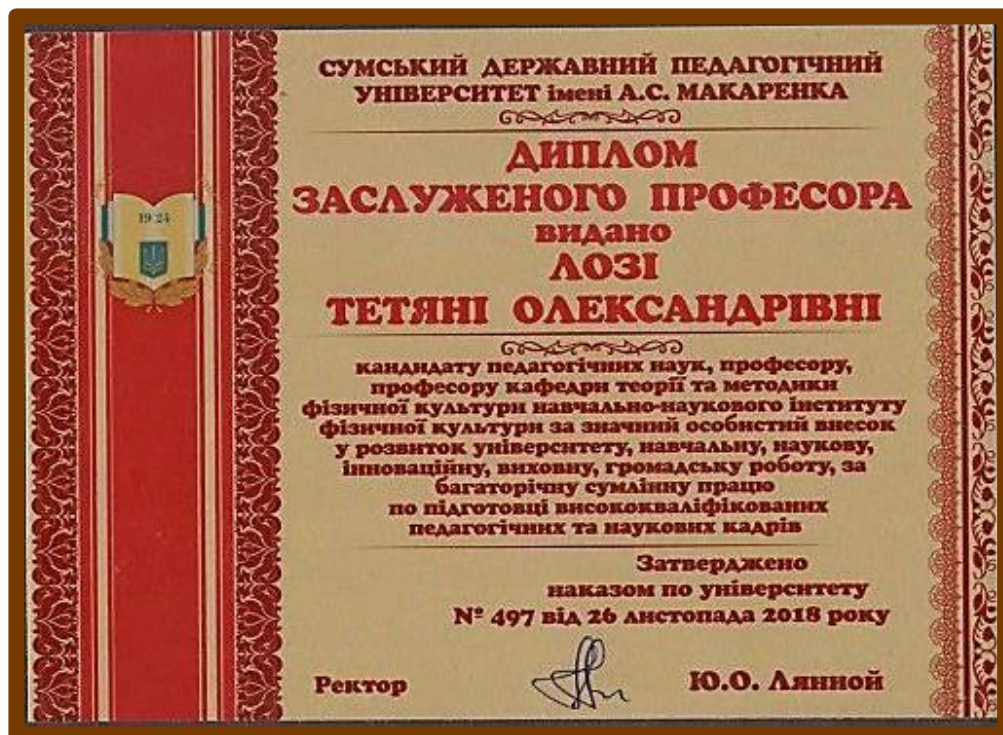 СУМСЬКИЙ ДЕРЖАВНИЙ ПЕДАГОГІЧНИЙ
УНІВЕРСИТЕТ імені А.С. МАКАРЕНКА
ДИПЛОМ
ЗАСЛУЖЕНОГО ПРОФЕСОРА
видано
ЛОЗІ
ТЕТЯНІ ОЛЕКСАНДРІВНІ
19 24
кандидату педагогічних наук, професору,
професору кафедри теорії та методики
фізичної культури навчально-наукового інституту
фізичної культури за значний особистий внесок
у розвиток університету, навчальну, наукову,
інноваційну, виховну, громадську роботу, за
багаторічну сумлінну працю
по підготовці висококваліфікованих
педагогічних та наукових кадрів
Затверджено
наказом по університету
№ 497 від 26 листопада 2018 року
Ректор Ю.О. Лянной